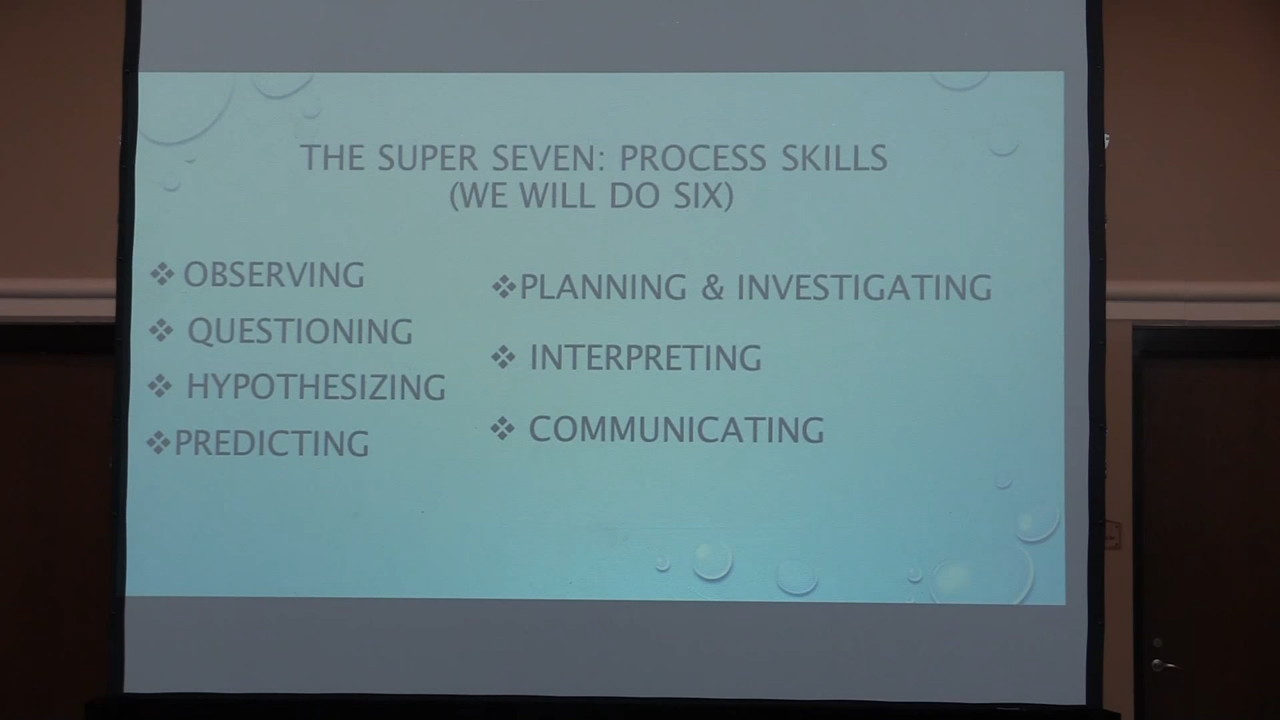 THE SUPER SEVEN: PROCESS SKILLS
(WE WILL DO SIX)
❖ OBSERVING
❖ QUESTIONING
❖ HYPOTHESIZING
❖PREDICTING
❖PLANNING & INVESTIGATING
❖ INTERPRETING
❖ COMMUNICATING